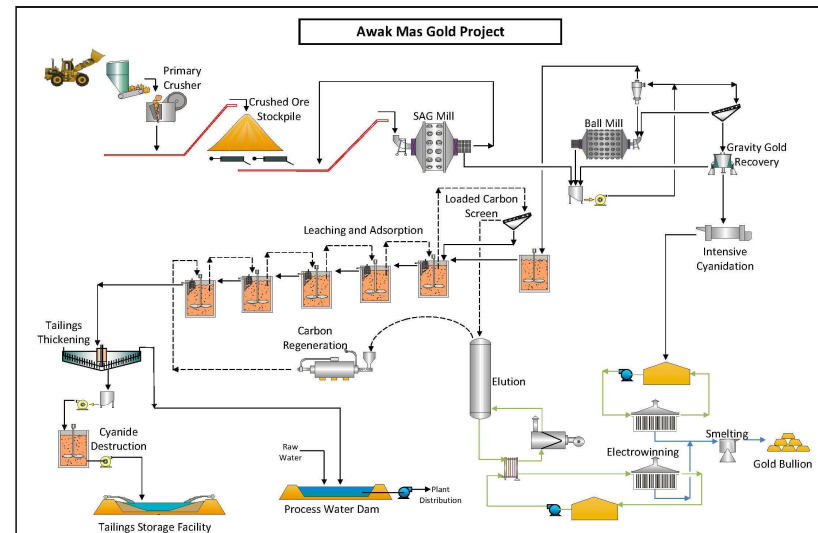 Awak Mas Gold Project
Primary
Crusher
Crushed Ore
Stockpile
SAG Mill
Ball Mill
Gravity Gold
Recovery
Loaded Carbon
Screen
Leaching and Adsorption
Intensive
Cyanidation
Tailings
Thickening
Carbon
Regeneration
Elution
Cyanide
Destruction
Raw
Water
Smelting
Electrowinning
Gold Bullion
Plant
Distribution
Process Water Dam
Tailings Storage Facility